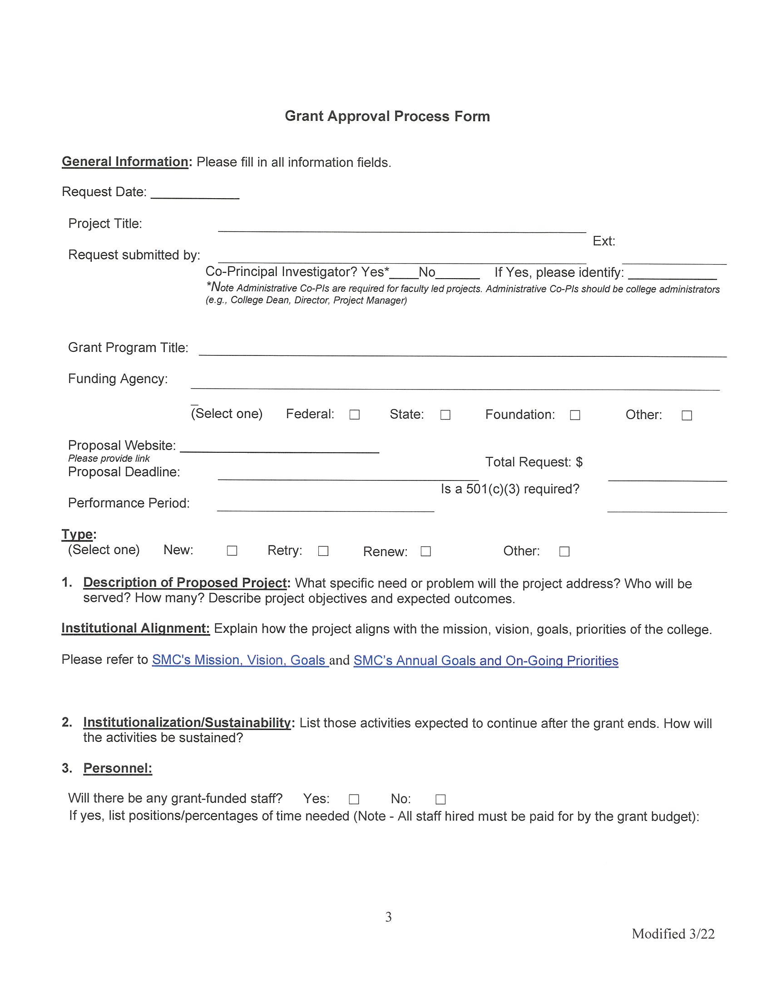 Grant Approval Process Form
General Information: Please fill in all information fields.
Request Date: ____________
Project Title:
Ext:
Request submitted by:
Co-Principal Investigator? Yes*____No______ If Yes, please identify: ____________
*Note Administrative Co-PIs are required for faculty led projects. Administrative Co-PIs should be college administrators
(e.g., College Dean, Director, Project Manager)
Grant Program Title:
Funding Agency:
(Select one) Federal: ☐ State: ☐ Foundation: ☐ Other: ☐
Proposal Website: ____________
Please provide link
Total Request: $
Proposal Deadline:
Is a 501(c)(3) required?
Performance Period:
Type:
(Select one) New: ☐ Retry: ☐ Renew: ☐ Other: ☐
1. Description of Proposed Project: What specific need or problem will the project address? Who will be
served? How many? Describe project objectives and expected outcomes.
Institutional Alignment: Explain how the project aligns with the mission, vision, goals, priorities of the college.
Please refer to SMC's Mission, Vision, Goals and SMC's Annual Goals and On-Going Priorities
2. Institutionalization/Sustainability: List those activities expected to continue after the grant ends. How will
the activities be sustained?
3. Personnel:
Will there be any grant-funded staff? Yes: ☐ No: ☐
If yes, list positions/percentages of time needed (Note - All staff hired must be paid for by the grant budget):
3
Modified 3/22